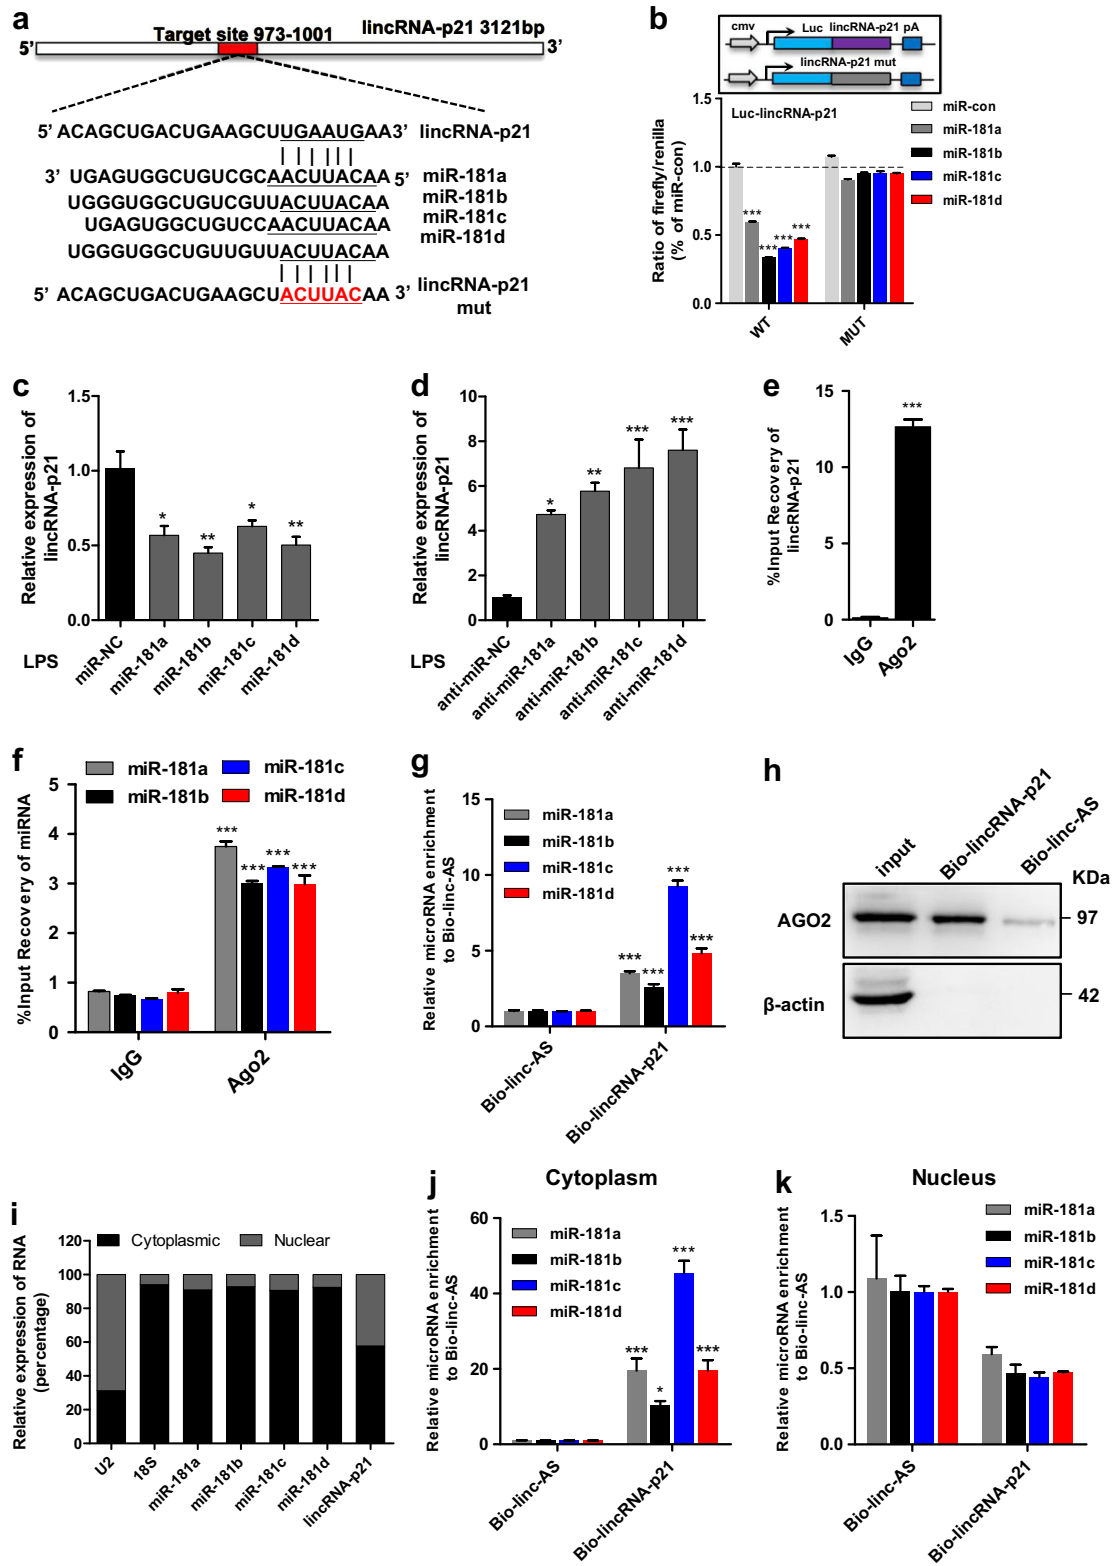 a
Target site 973-1001
lincRNA-p21 3121bp
5’
3’
5’ ACAGCUGACUGAAGCUUGAAUGAA3’ lincRNA-p21
3’ UGAGUGGCUGUCGCAACUUACAA 5’ miR-181a
UGGGUGGCUGUCGUUACUUACAA miR-181b
UGAGUGGCUGUCCAACUUACAA miR-181c
miR-181d
UGGGUGGCUGUUGUUACUUACAA
5’ ACAGCUGACUGAAGCUACUUACAA 3’ lincRNA-p21
mut
b
cmv
Luc lincRNA-p21 pA
lincRNA-p21 mut
Luc-lincRNA-p21
Ratio of firefly/renilla
(% of miR-con)
1.5
1.0
0.5
0.0
*** *** *** ***
WT
MUT
miR-con
miR-181a
miR-181b
miR-181c
miR-181d
c
Relative expression of
lincRNA-p21
1.5
1.0
0.5
0.0
* ** * **
LPS
miR-NC
miR-181a
miR-181b
miR-181c
miR-181d
d
Relative expression of
lincRNA-p21
10
8
6
4
2
0
* ** *** ***
LPS
anti-miR-NC
anti-miR-181a
anti-miR-181b
anti-miR-181c
anti-miR-181d
e
%Input Recovery of
lincRNA-p21
15
10
5
0
***
IgG
Ago2
f
miR-181a
miR-181b
miR-181c
miR-181d
%Input Recovery of miRNA
5
4
3
2
1
0
*** *** *** ***
IgG
Ago2
g
Relative microRNA enrichment
to Bio-linc-AS
15
10
5
0
miR-181a
miR-181b
miR-181c
miR-181d
*** *** *** ***
Bio-linc-AS
Bio-lincRNA-p21
h
input
Bio-lincRNA-p21
Bio-linc-AS
KDa
AGO2
97
β-actin
42
i
Relative expression of RNA
(percentage)
120
100
80
60
40
20
0
Cytoplasmic
Nuclear
U2
18S
miR-181a
miR-181b
miR-181c
miR-181d
lincRNA-p21
j
Cytoplasm
Relative microRNA enrichment
to Bio-linc-AS
60
40
20
0
miR-181a
miR-181b
miR-181c
miR-181d
*** * *** ***
Bio-linc-AS
Bio-lincRNA-p21
k
Nucleus
Relative microRNA enrichment
to Bio-linc-AS
1.5
1.0
0.5
0.0
miR-181a
miR-181b
miR-181c
miR-181d
Bio-linc-AS
Bio-lincRNA-p21